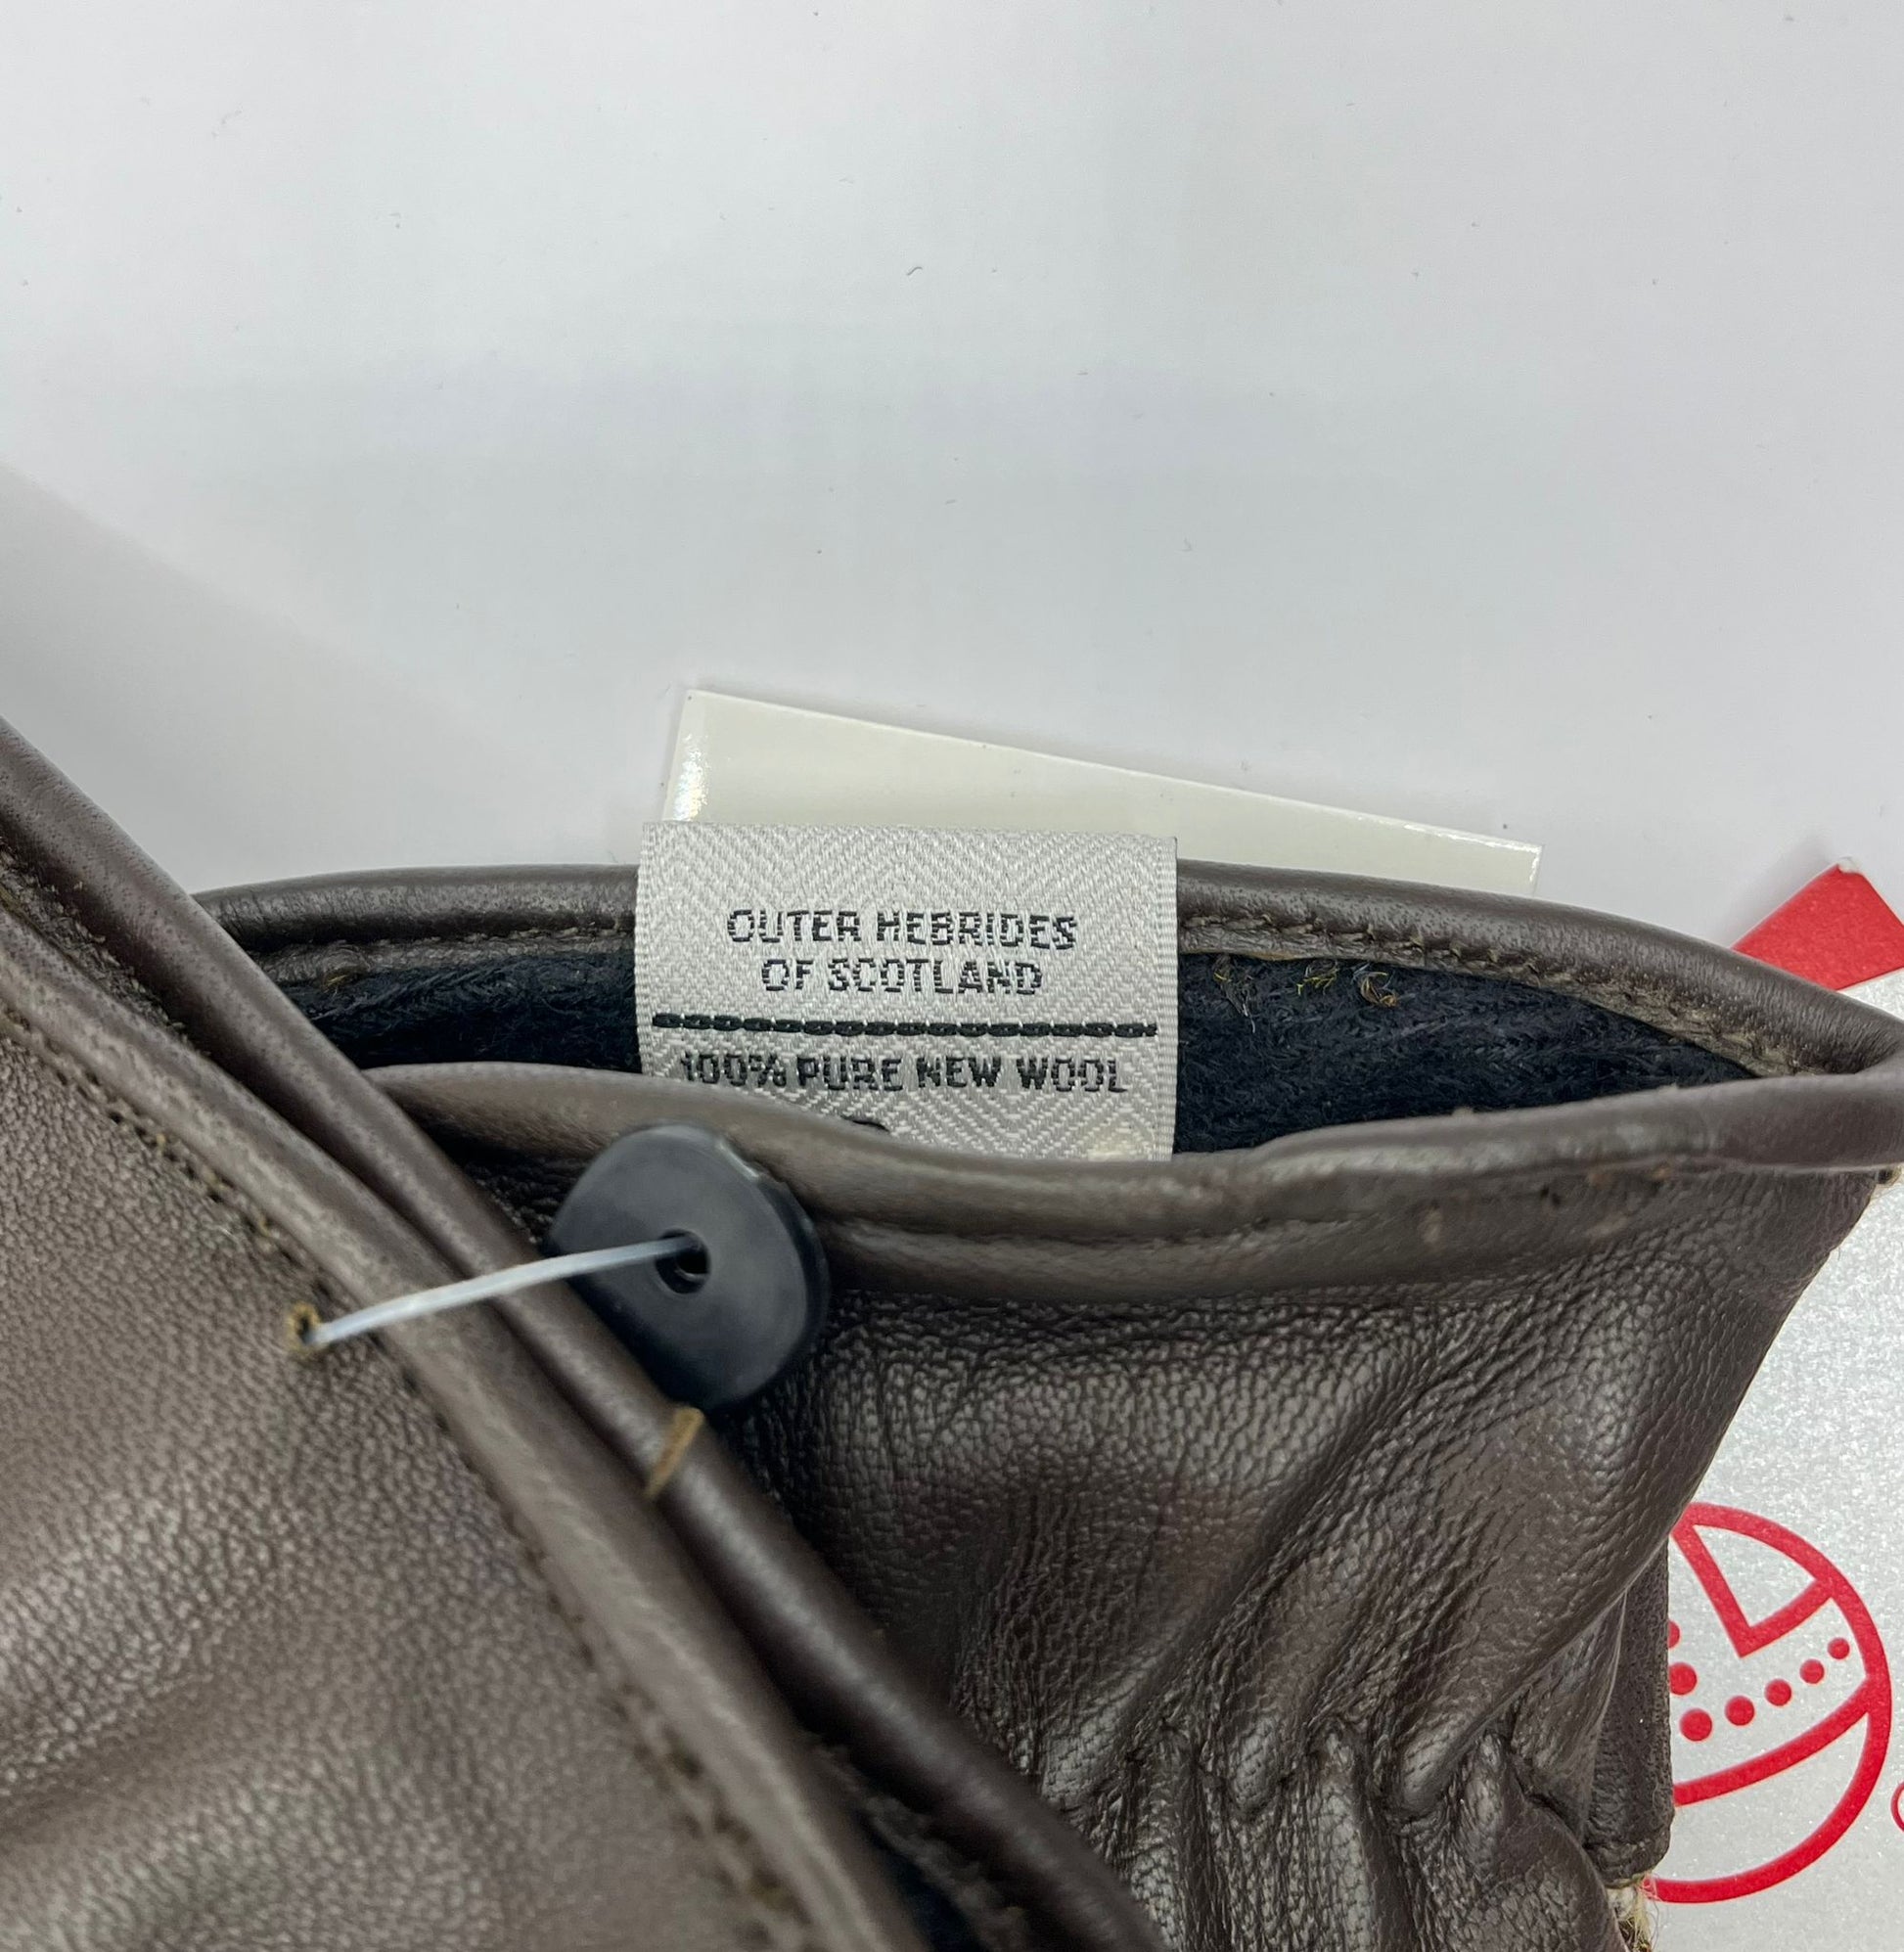 OUTER HEBRIDES
OF SCOTLAND
100% PURE NEW WOOL